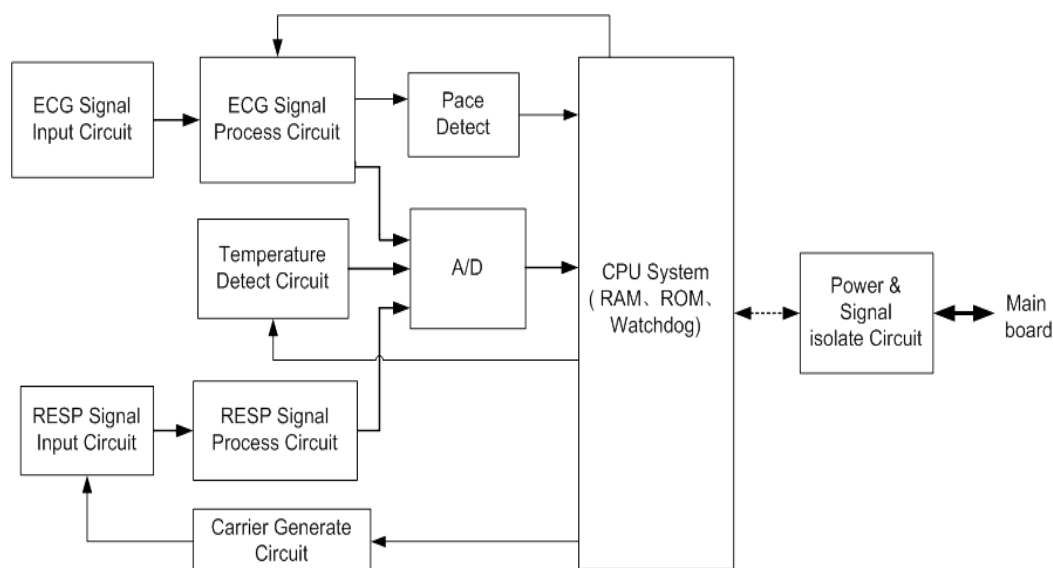 ECG Signal
Input Circuit
ECG Signal
Process Circuit
Pace
Detect
Temperature
Detect Circuit
A/D
CPU System
( RAM、ROM、
Watchdog)
Power &
Signal
isolate Circuit
Main
board
RESP Signal
Input Circuit
RESP Signal
Process Circuit
Carrier Generate
Circuit